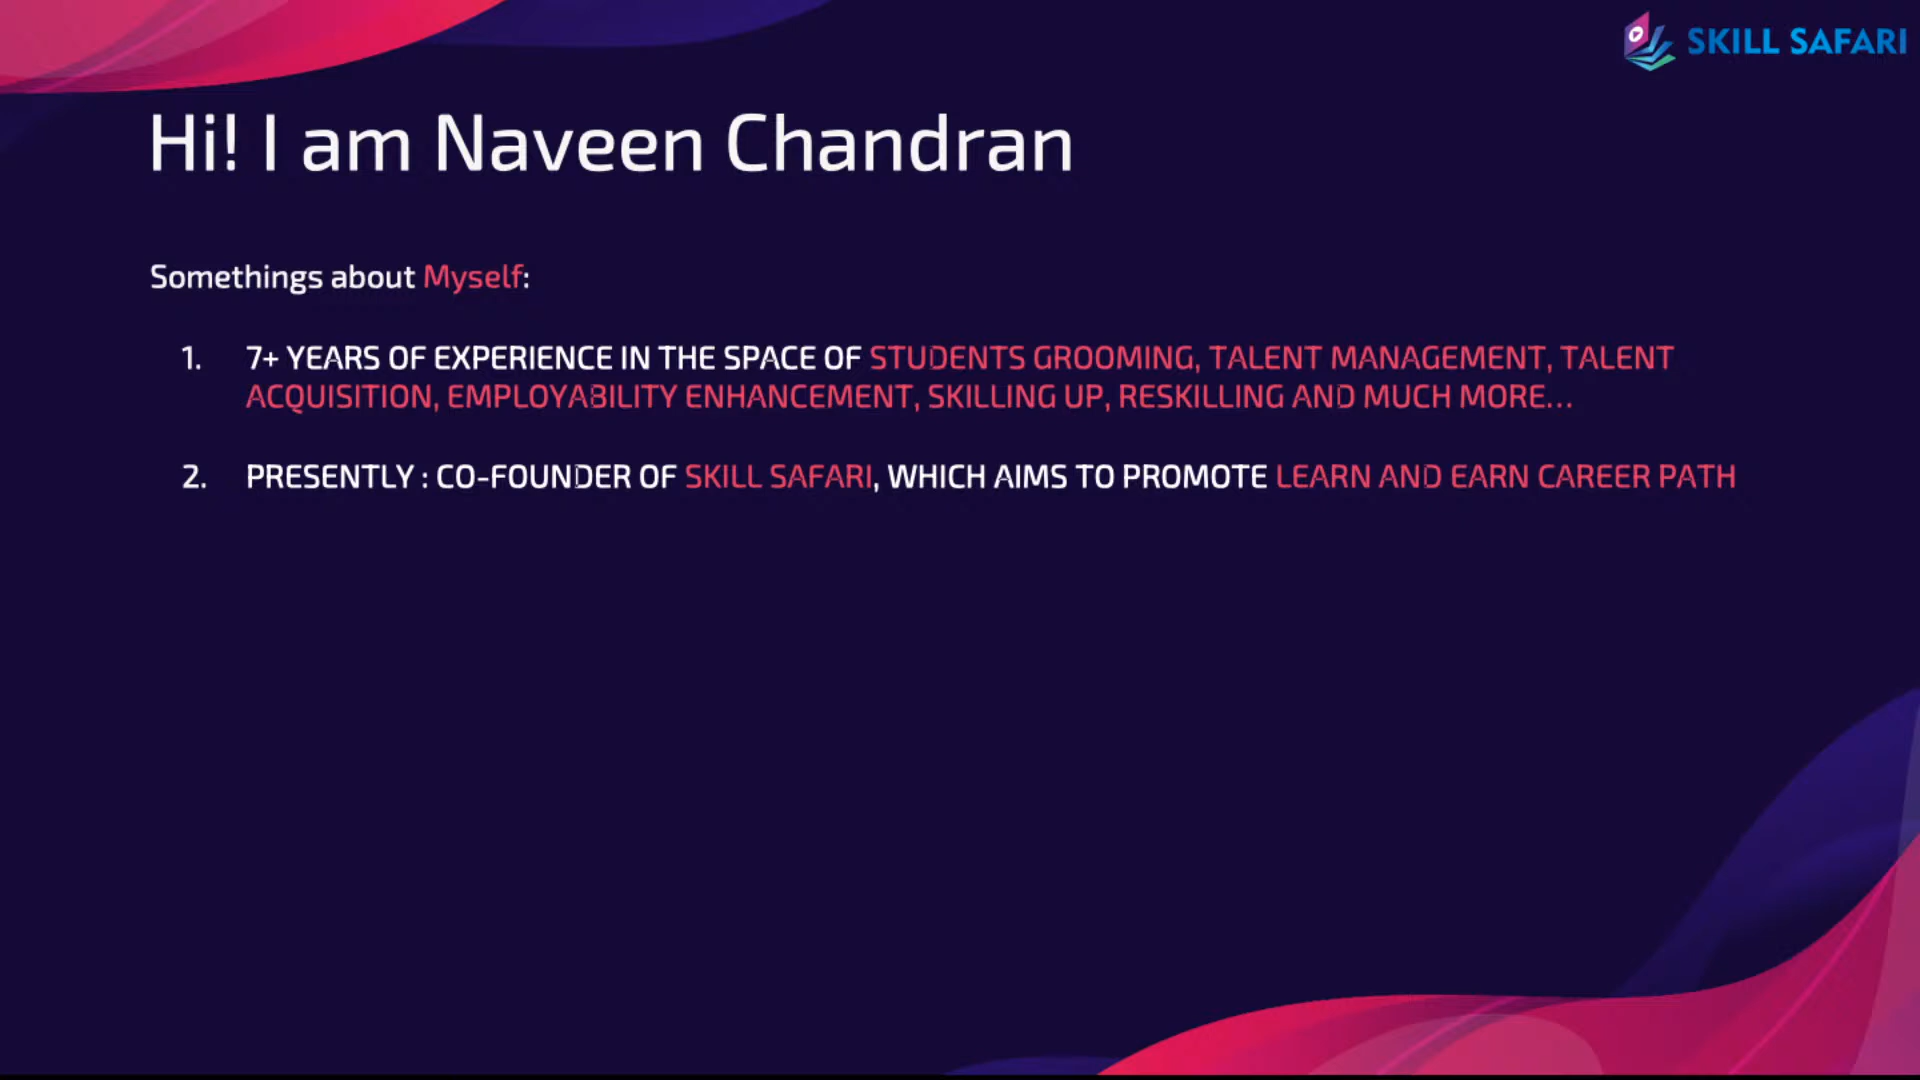 SKILL SAFARI
Hi! I am Naveen Chandran
Somethings about Myself:
1. 7+ YEARS OF EXPERIENCE IN THE SPACE OF STUDENTS GROOMING, TALENT MANAGEMENT, TALENT
ACQUISITION, EMPLOYABILITY ENHANCEMENT, SKILLING UP, RESKILLING AND MUCH MORE...
2. PRESENTLY : CO-FOUNDER OF SKILL SAFARI, WHICH AIMS TO PROMOTE LEARN AND EARN CAREER PATH